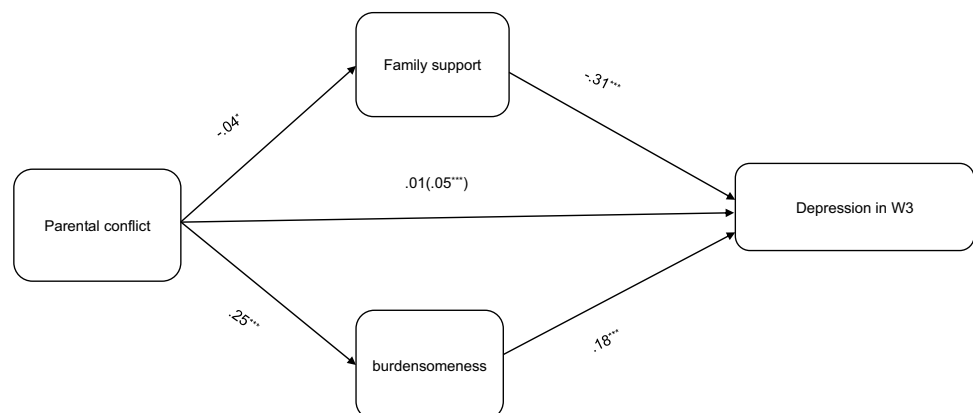 Family support
-.31***
-.04*
.01(.05***)
Parental conflict
Depression in W3
.25***
.18***
burdensomeness